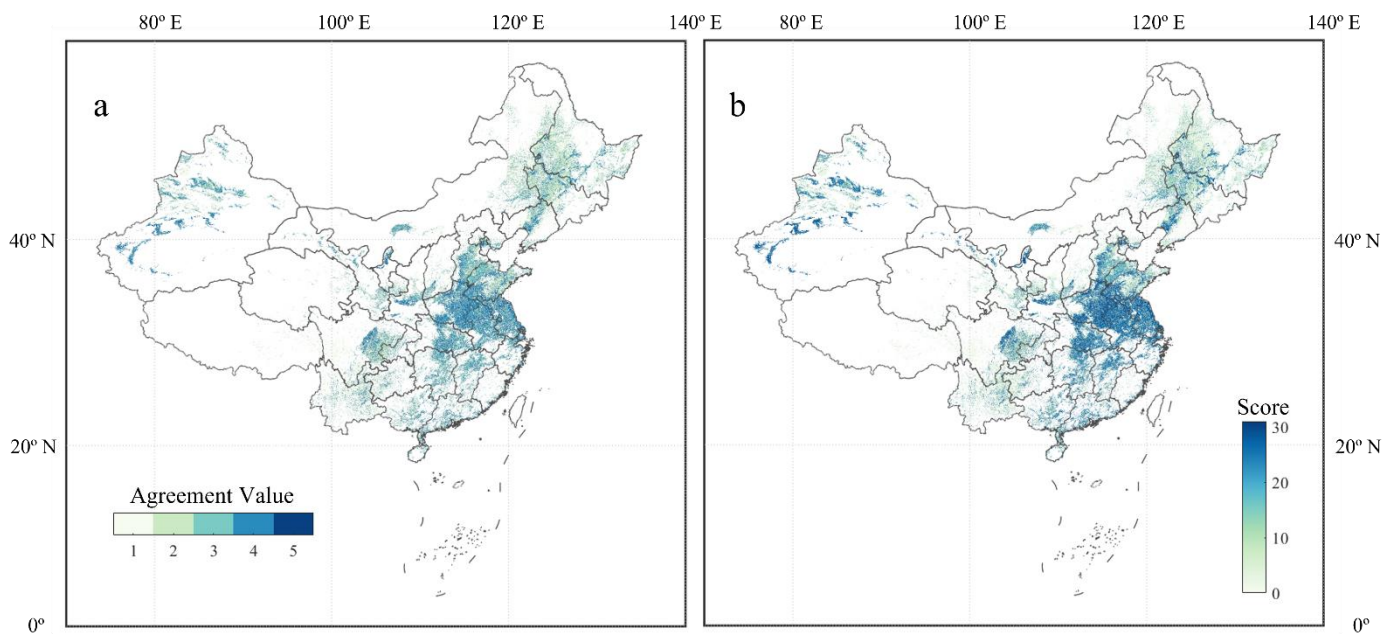 80º E 100º E 120º E 140º E 80º E 100º E 120º E 140º E
a b
40º N 40º N
Score
30
20º N 20 20º N
Agreement Value
10
1 2 3 4 5
0
0º 0º